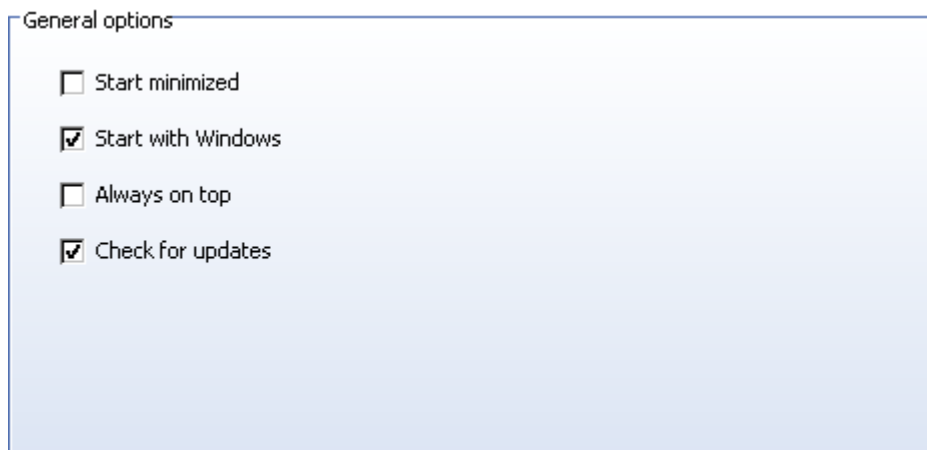 General options
Start minimized
Start with Windows
Always on top
Check for updates